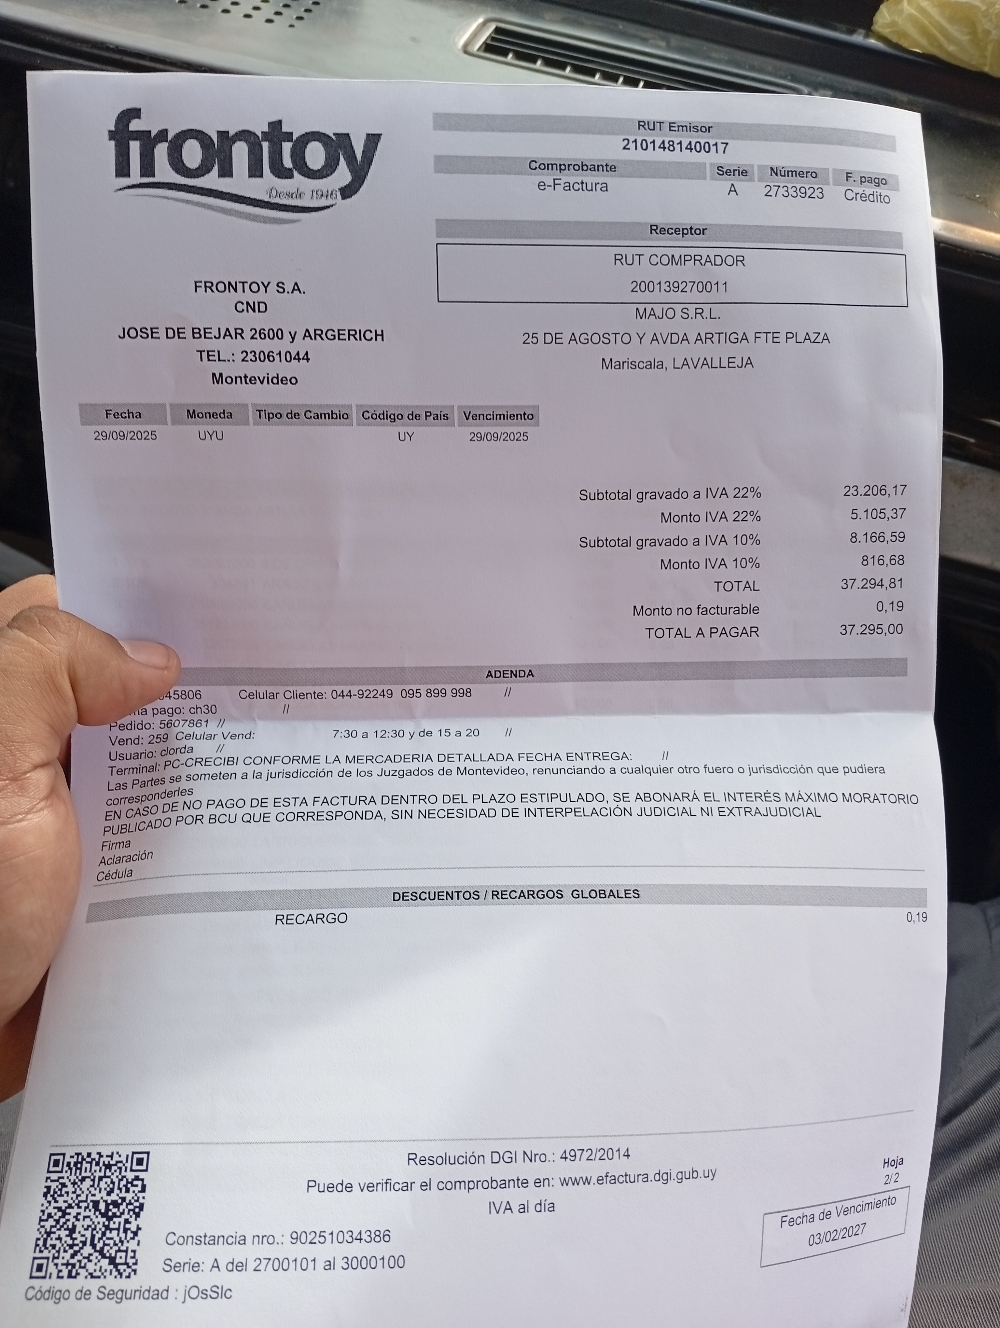 frontoy
Desde 1946
RUT Emisor
210148140017
Comprobante Serie Número F. pago
e-Factura A 2733923 Crédito
Receptor
RUT COMPRADOR
200139270011
MAJO S.R.L.
25 DE AGOSTO Y AVDA ARTIGA FTE PLAZA
Mariscala, LAVALLEJA
FRONTOY S.A.
CND
JOSE DE BEJAR 2600 y ARGERICH
TEL.: 23061044
Montevideo
Fecha Moneda Tipo de Cambio Código de País Vencimiento
29/09/2025 UYU UY 29/09/2025
Subtotal gravado a IVA 22% 23.206,17
Monto IVA 22% 5.105,37
Subtotal gravado a IVA 10% 8.166,59
Monto IVA 10% 816,68
TOTAL 37.294,81
Monto no facturable 0,19
TOTAL A PAGAR 37.295,00
ADENDA
45806 Celular Cliente: 044-92249 095 899 998 //
pago: ch30 //
Pedido: 5607861 //
Vend: 259 Celular Vend: 7:30 a 12:30 y de 15 a 20 //
Usuario: clorda //
Terminal: PC-CRECIBI CONFORME LA MERCADERIA DETALLADA FECHA ENTREGA: //
Las Partes se someten a la jurisdicción de los Juzgados de Montevideo, renunciando a cualquier otro fuero o jurisdicción que pudiera
corresponderles
EN CASO DE NO PAGO DE ESTA FACTURA DENTRO DEL PLAZO ESTIPULADO, SE ABONARÁ EL INTERÉS MÁXIMO MORATORIO
PUBLICADO POR BCU QUE CORRESPONDA, SIN NECESIDAD DE INTERPELACIÓN JUDICIAL NI EXTRAJUDICIAL
Firma
Aclaración
Cédula
DESCUENTOS / RECARGOS GLOBALES
RECARGO 0,19
Resolución DGI Nro.: 4972/2014
Puede verificar el comprobante en: www.efactura.dgi.gub.uy
IVA al día
Hoja
2/2
Fecha de Vencimiento
03/02/2027
Constancia nro.: 90251034386
Serie: A del 2700101 al 3000100
Código de Seguridad : jOsSlc